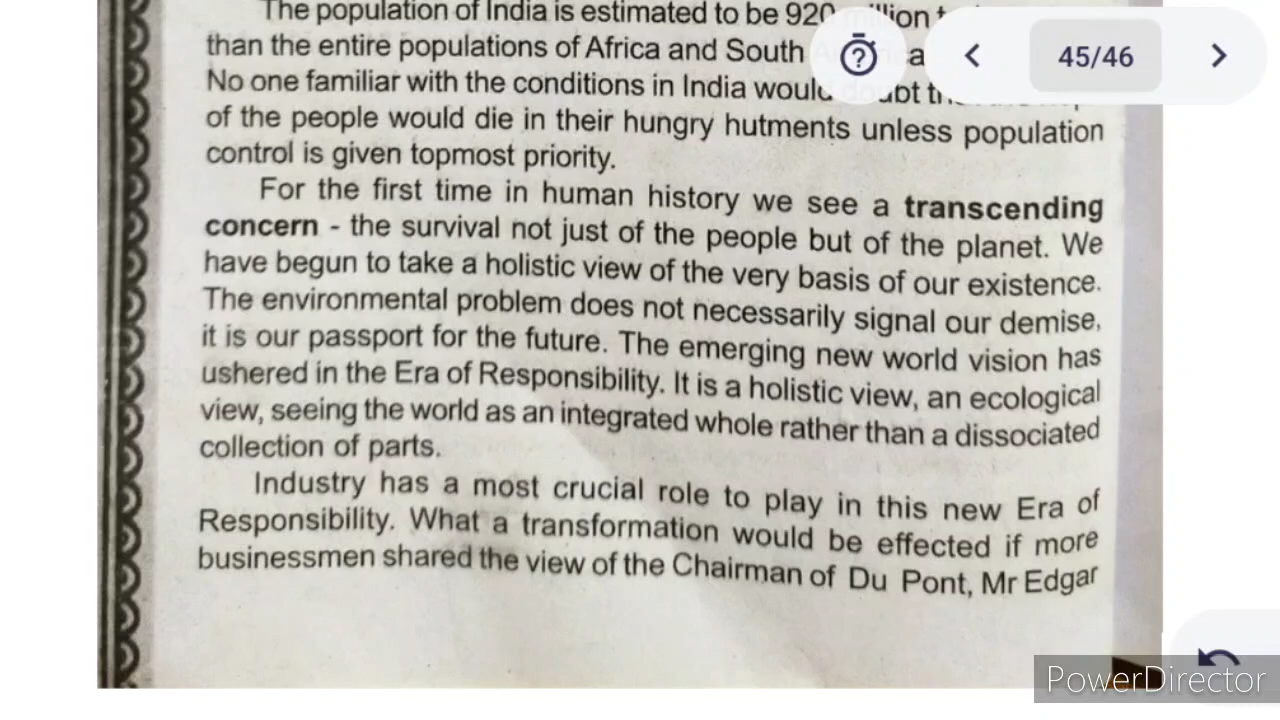 The population of India is estimated to be 920
45/46
than the entire populations of Africa and South
No one familiar with the conditions in India would
of the people would die in their hungry hutments unless population
control is given topmost priority.
For the first time in human history we see a transcending
concern - the survival not just of the people but of the planet. We
have begun to take a holistic view of the very basis of our existence.
The environmental problem does not necessarily signal our demise,
it is our passport for the future. The emerging new world vision has
ushered in the Era of Responsibility. It is a holistic view, an ecological
view, seeing the world as an integrated whole rather than a dissociated
collection of parts.
Industry has a most crucial role to play in this new Era of
Responsibility. What a transformation would be effected if more
businessmen shared the view of the Chairman of Du Pont, Mr Edgar
PowerDirector